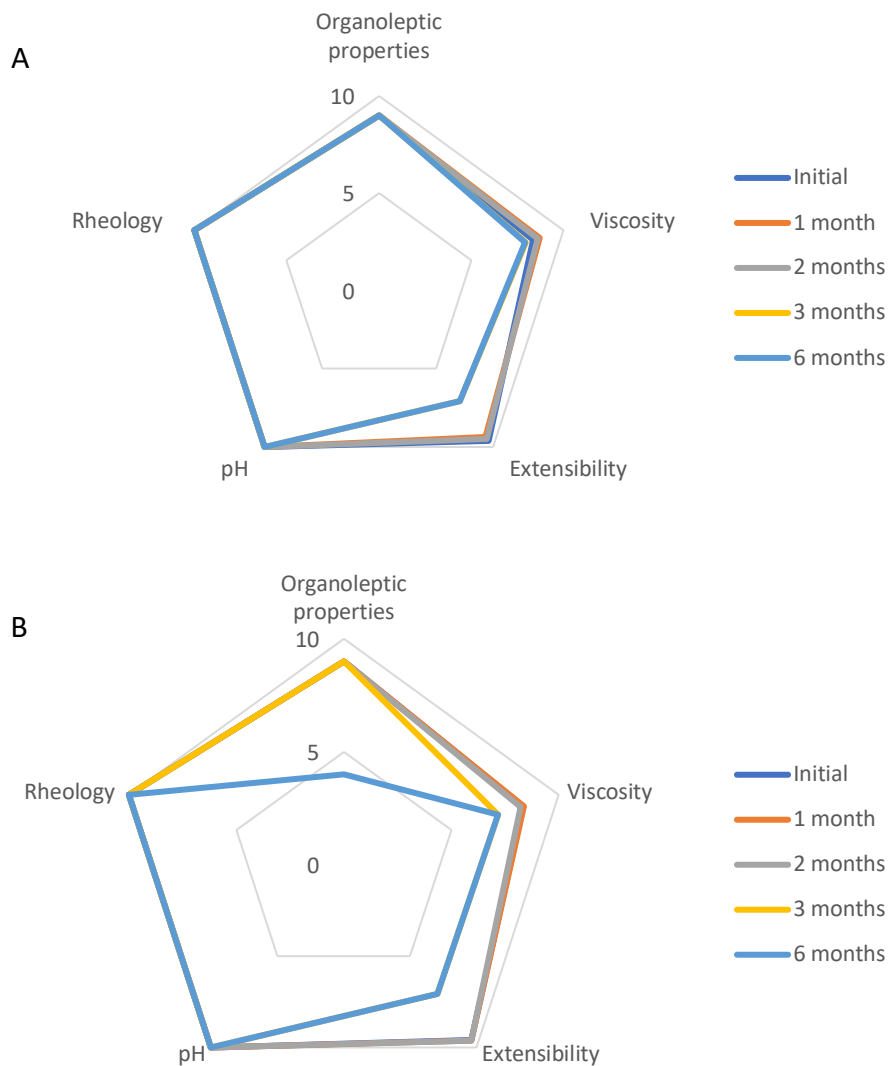 A
Organoleptic
properties
10
5
0
Rheology
Viscosity
pH
Extensibility
Initial
1 month
2 months
3 months
6 months
B
Organoleptic
properties
10
5
0
Rheology
Viscosity
pH
Extensibility
Initial
1 month
2 months
3 months
6 months